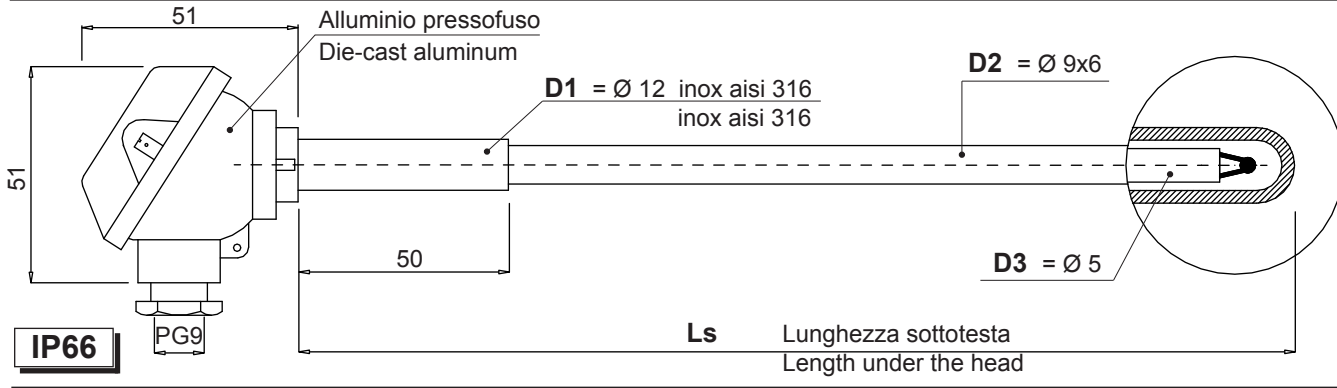 51
Alluminio pressofuso
Die-cast aluminum
D1 = Ø 12 inox aisi 316
inox aisi 316
D2 = Ø 9x6
51
50
D3 = Ø 5
PG9
IP66
Ls Lunghezza sottotesta
Length under the head